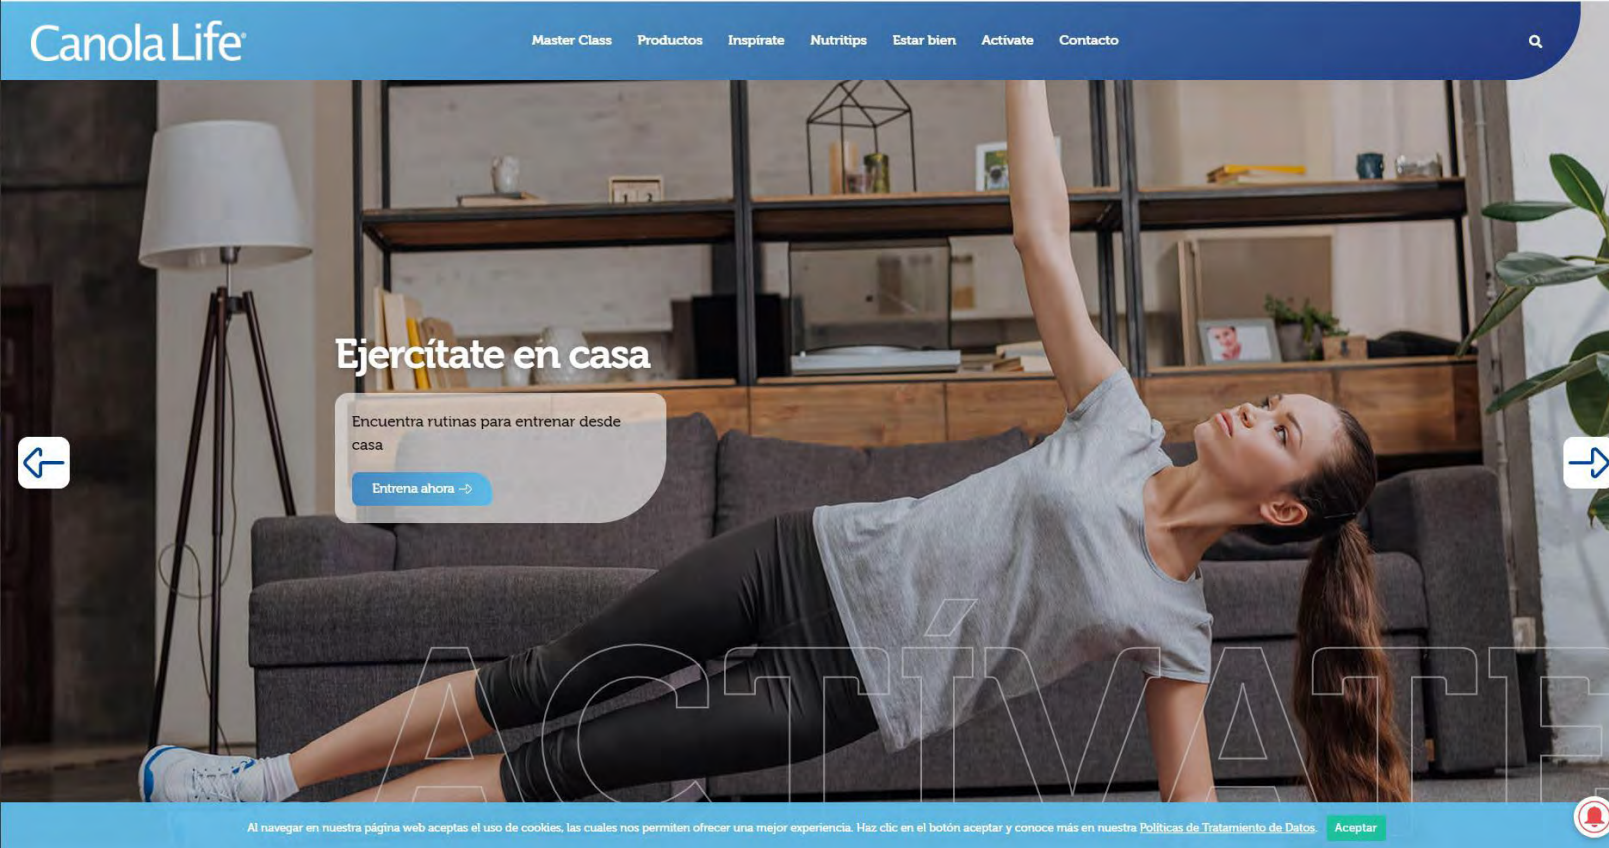 Canola Life®
Master Class Productos Inspírate Nutritips Estar bien Actívate Contacto
1 2
Ejercítate en casa
Encuentra rutinas para entrenar desde
casa
Entrena ahora
ACTÍVATE
Al navegar en nuestra página web aceptas el uso de cookies, las cuales nos permiten ofrecer una mejor experiencia. Haz clic en el botón aceptar y conoce más en nuestra Políticas de Tratamiento de Datos. Aceptar